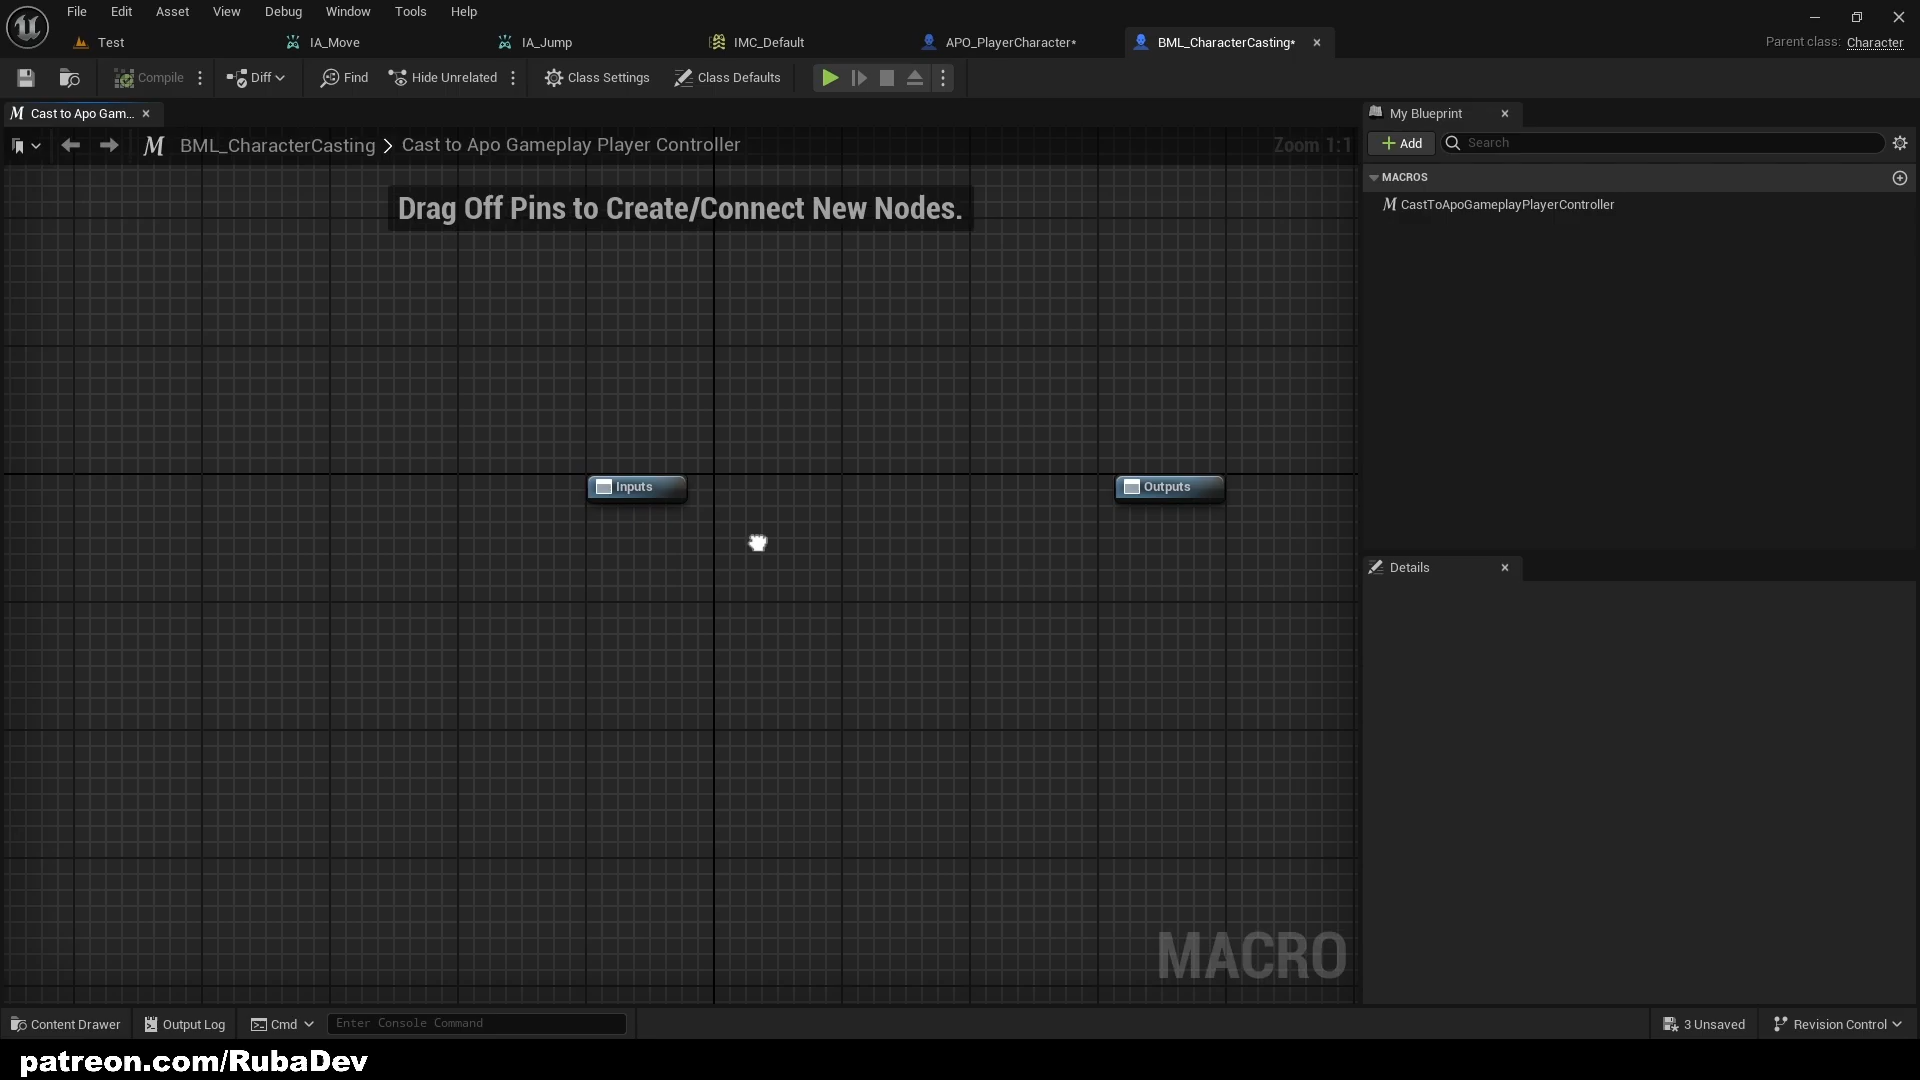 File Edit Asset View Debug Window Tools Help
Test IA_Move IA_Jump IMC_Default APO_PlayerCharacter* BML_CharacterCasting* Parent class: Character
Compile Diff Find Hide Unrelated Class Settings Class Defaults
Cast to Apo Gam...
BML_CharacterCasting > Cast to Apo Gameplay Player Controller
Zoom 1:1
Drag Off Pins to Create/Connect New Nodes.
Inputs
Outputs
MACRO
My Blueprint
Add
Search
MACROS
CastToApoGameplayPlayerController
Details
Content Drawer Output Log Cmd Enter Console Command 3 Unsaved Revision Control
patreon.com/RubaDev